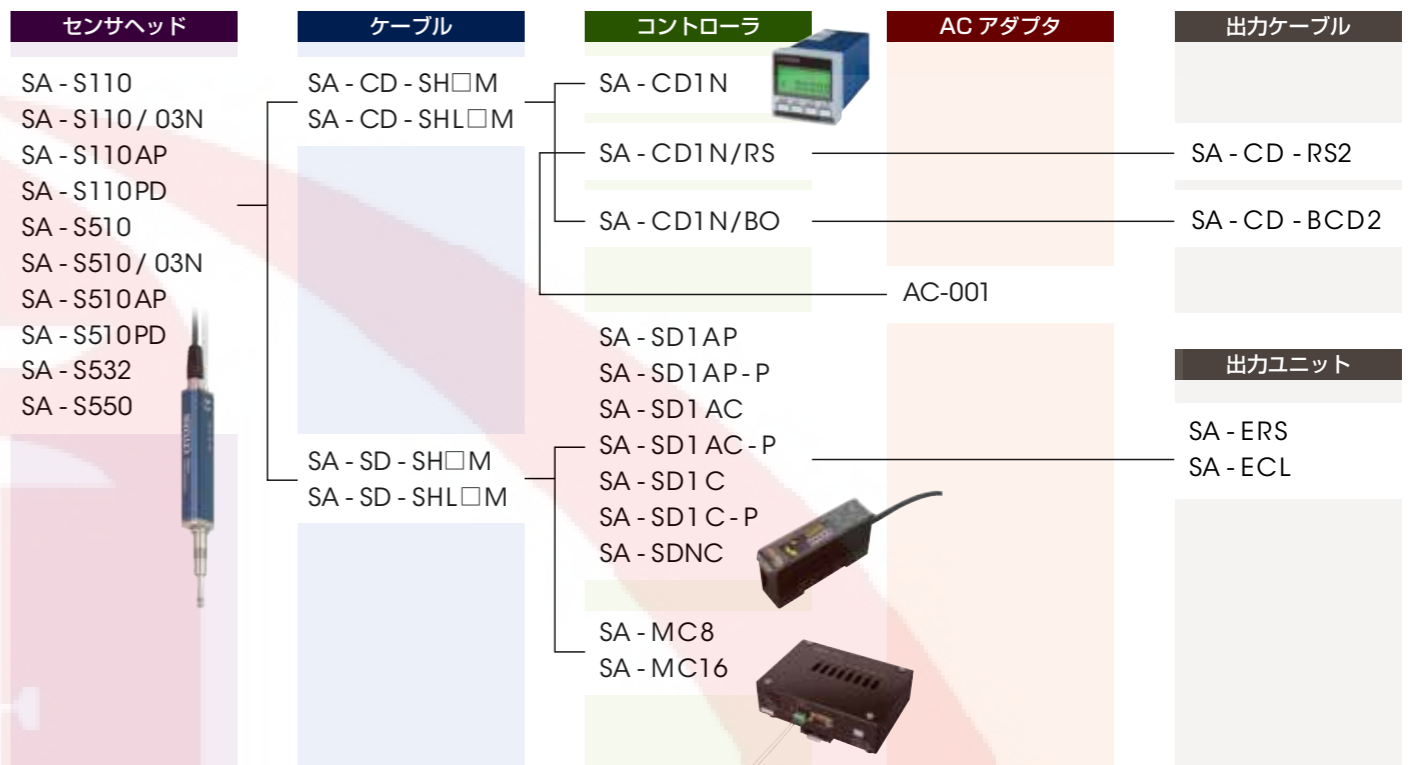 センサヘッド
SA-S110
SA-S110/03N
SA-S110AP
SA-S110PD
SA-S510
SA-S510/03N
SA-S510AP
SA-S510PD
SA-S532
SA-S550
ケーブル
SA-CD-SH□M
SA-CD-SHL□M
SA-SD-SH□M
SA-SD-SHL□M
コントローラ
SA-CD1N
SA-CD1N/RS
SA-CD1N/BO
SA-SD1AP
SA-SD1AP-P
SA-SD1AC
SA-SD1AC-P
SA-SD1C
SA-SD1C-P
SA-SDNC
SA-MC8
SA-MC16
AC アダプタ
AC-001
出力ケーブル
SA-CD-RS2
SA-CD-BCD2
出力ユニット
SA-ERS
SA-ECL